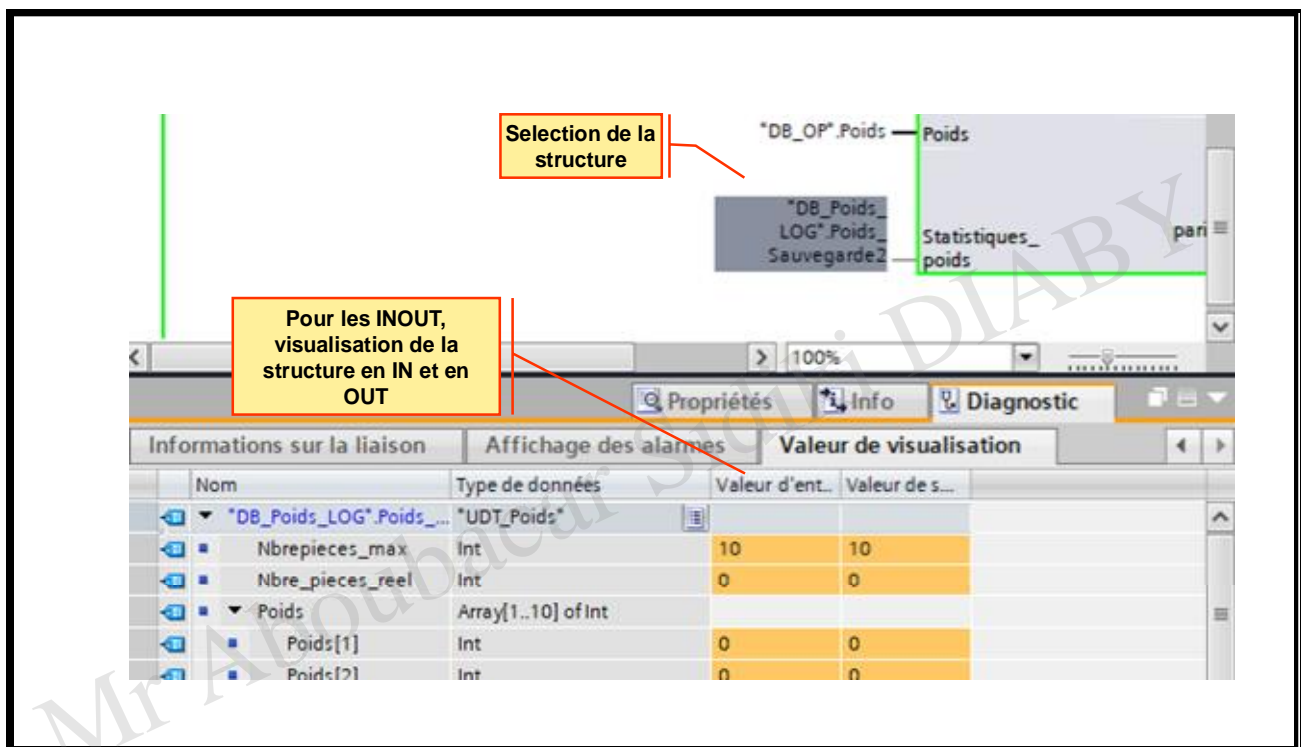 Selection de la
structure
"DB_OP".Poids
Poids
"DB_Poids_
LOG".Poids_
Sauvegarde2
Statistiques_
poids
pari
Pour les INOUT,
visualisation de la
structure en IN et en
OUT
100%
Propriétés
Info
Diagnostic
Informations sur la liaison
Affichage des alarmes
Valeur de visualisation
Nom Type de données Valeur d'ent... Valeur de s...
"DB_Poids_LOG".Poids_... "UDT_Poids"
Nbrepieces_max Int 10 10
Nbre_pieces_reel Int 0 0
Poids Array[1..10] of Int
Poids[1] Int 0 0
Poids[2] Int 0 0
Mr Aboubacar Sidiki DIABY